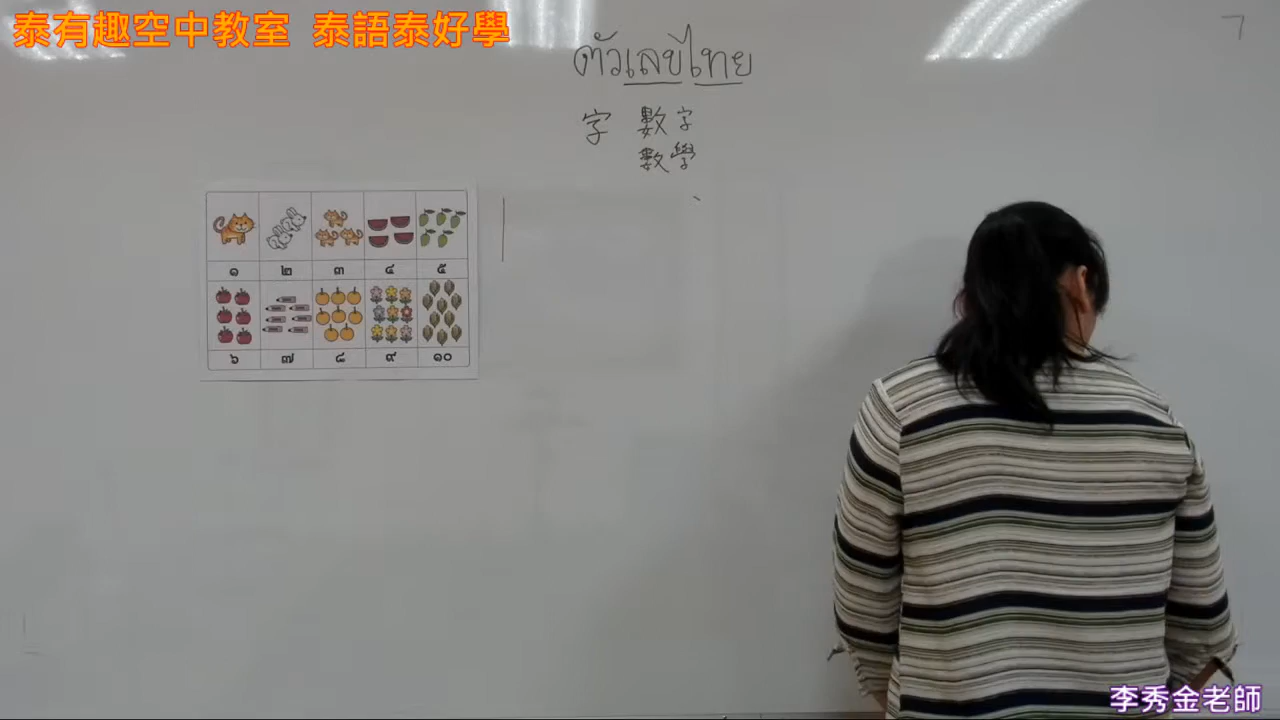 泰有趣空中教室 泰語泰好學
7
ตัวเลขไทย
字 數字
數學
๑ ๒ ๓ ๔ ๕
๖ ๗ ๘ ๙ ๑๐
李秀金老師